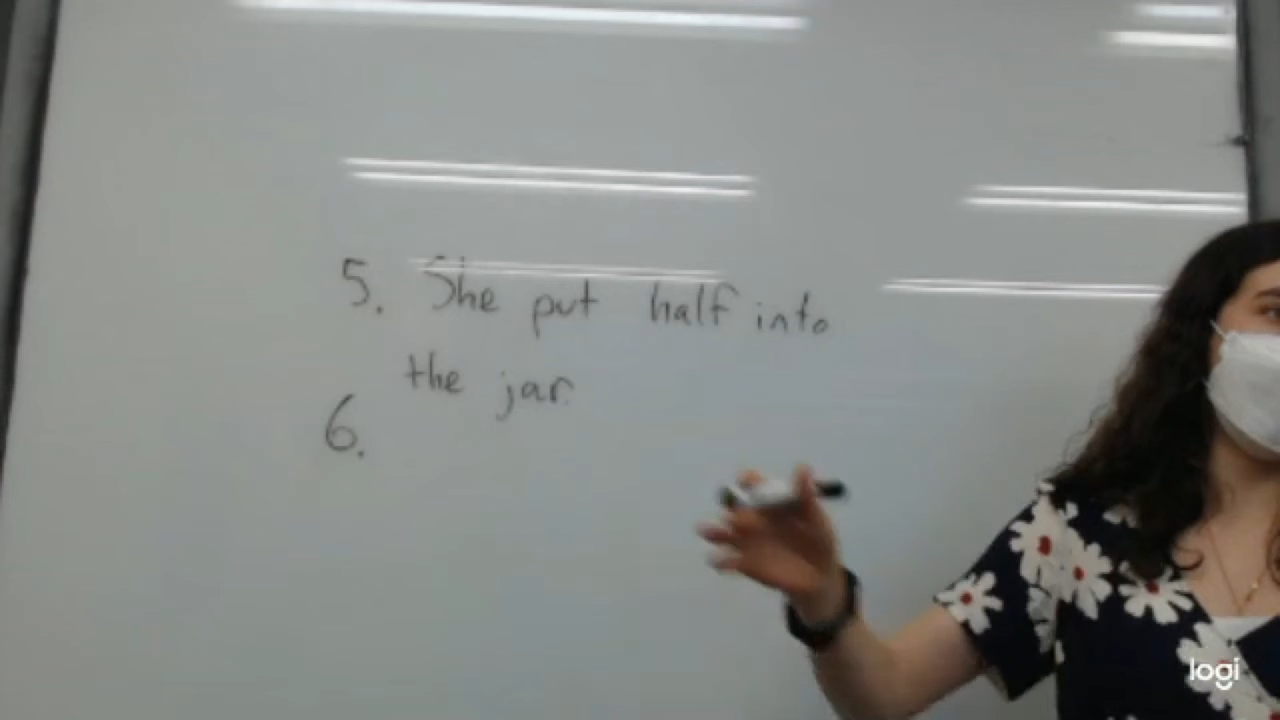 5. She put half into
the jar.
6.
logi